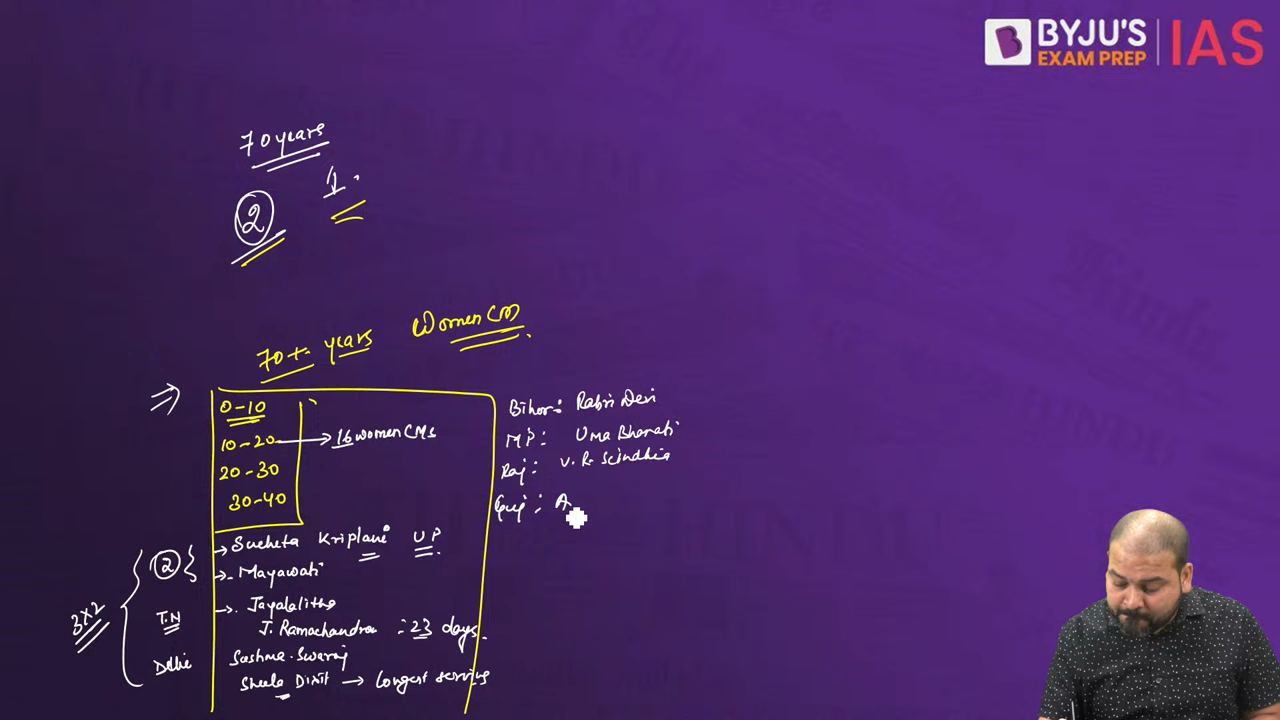 BYJU'S
EXAM PREP
IAS
70 years
2 1.
70+ years Women CM
0-10
10-20 → 16 women CMs
20-30
30-40
→ Sucheta Kriplani UP
2 → Mayawati
3x2
T.N → Jayalalitha
J. Ramachandra : 23 days.
Delhi
Sushma Swaraj
Sheela Dixit → Longest serving
Bihar: Rabri Devi
MP: Uma Bharati
Raj: V. R. Scindhia
Guj: A